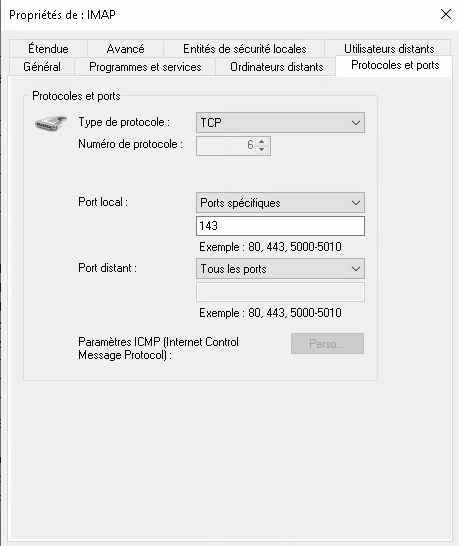 Propriétés de : IMAP
Étendue Avancé Entités de sécurité locales Utilisateurs distants
Général Programmes et services Ordinateurs distants Protocoles et ports
Protocoles et ports
Type de protocole : TCP
Numéro de protocole : 6
Port local : Ports spécifiques
143
Exemple : 80, 443, 5000-5010
Port distant : Tous les ports
Exemple : 80, 443, 5000-5010
Paramètres ICMP (Internet Control
Message Protocol) : Perso...